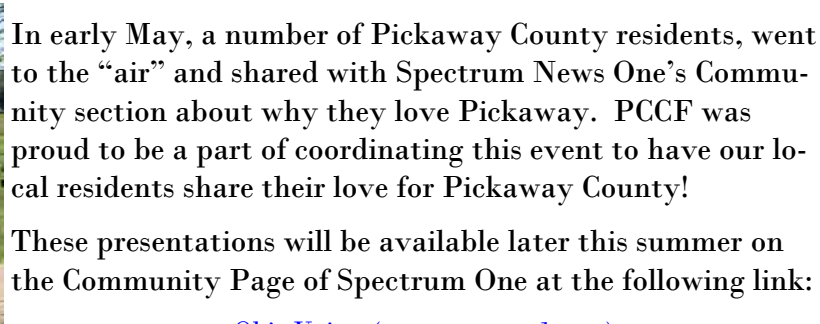 In early May, a number of Pickaway County residents, went
to the “air” and shared with Spectrum News One’s Commu-
nity section about why they love Pickaway.  PCCF was
proud to be a part of coordinating this event to have our lo-
cal residents share their love for Pickaway County!
These presentations will be available later this summer on
the Community Page of Spectrum One at the following link: